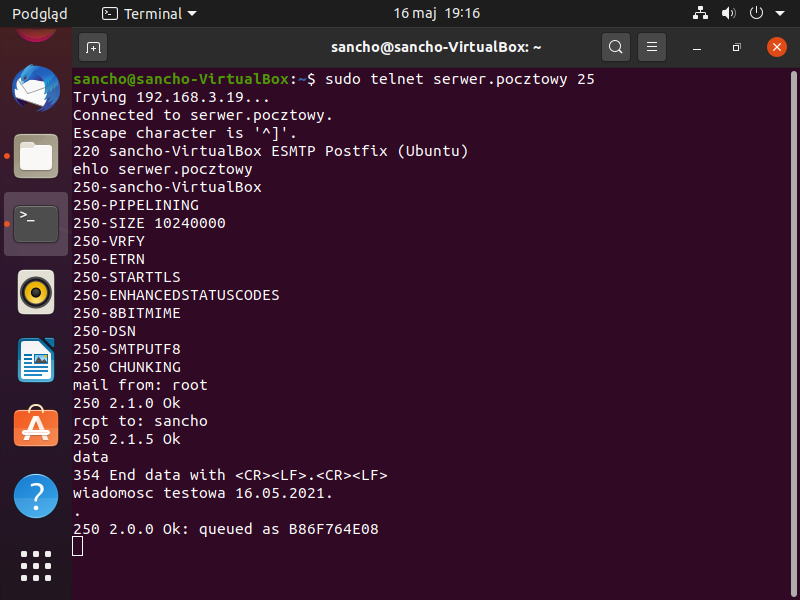 Podgląd
Terminal
16 maj 19:16
sancho@sancho-VirtualBox: ~
sancho@sancho-VirtualBox:~$ sudo telnet serwer.pocztowy 25
Trying 192.168.3.19...
Connected to serwer.pocztowy.
Escape character is '^]'.
220 sancho-VirtualBox ESMTP Postfix (Ubuntu)
ehlo serwer.pocztowy
250-sancho-VirtualBox
250-PIPELINING
250-SIZE 10240000
250-VRFY
250-ETRN
250-STARTTLS
250-ENHANCEDSTATUSCODES
250-8BITMIME
250-DSN
250-SMTPUTF8
250 CHUNKING
mail from: root
250 2.1.0 Ok
rcpt to: sancho
250 2.1.5 Ok
data
354 End data with <CR><LF>.<CR><LF>
wiadomosc testowa 16.05.2021.
.
250 2.0.0 Ok: queued as B86F764E08